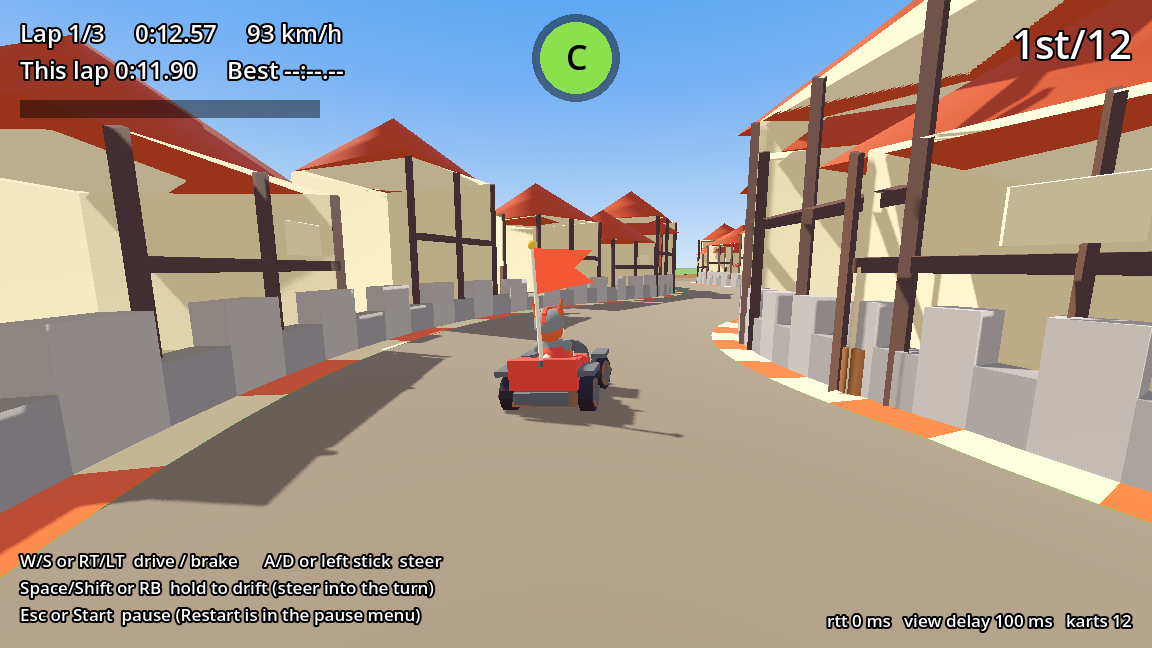 Lap 1/3 0:12.57 93 km/h
This lap 0:11.90 Best --:--.--
C
1st/12
W/S or RT/LT drive / brake A/D or left stick steer
Space/Shift or RB hold to drift (steer into the turn)
Esc or Start pause (Restart is in the pause menu)
rtt 0 ms view delay 100 ms karts 12